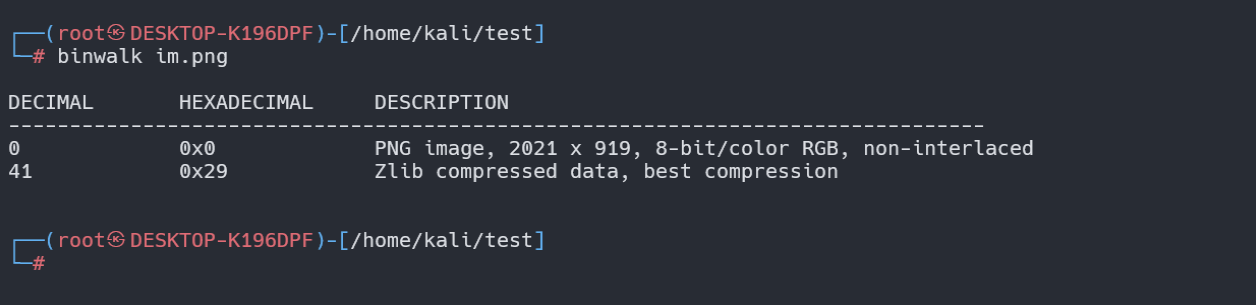 ┌──(root㉿DESKTOP-K196DPF)-[/home/kali/test]
└─# binwalk im.png
DECIMAL       HEXADECIMAL     DESCRIPTION
--------------------------------------------------------------------------------
0             0x0             PNG image, 2021 x 919, 8-bit/color RGB, non-interlaced
41            0x29            Zlib compressed data, best compression
┌──(root㉿DESKTOP-K196DPF)-[/home/kali/test]
└─#